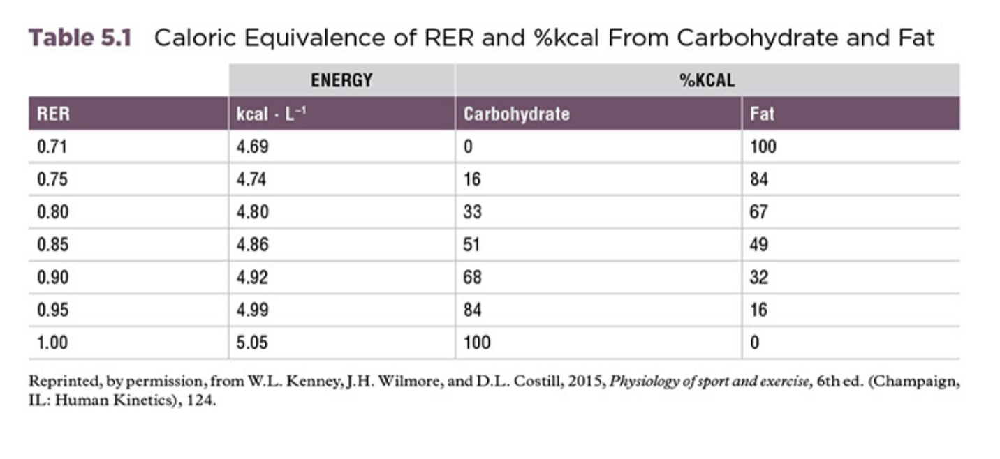 Table 5.1 Caloric Equivalence of RER and %kcal From Carbohydrate and Fat
ENERGY %KCAL
RER kcal · L⁻¹ Carbohydrate Fat
0.71 4.69 0 100
0.75 4.74 16 84
0.80 4.80 33 67
0.85 4.86 51 49
0.90 4.92 68 32
0.95 4.99 84 16
1.00 5.05 100 0
Reprinted, by permission, from W.L. Kenney, J.H. Wilmore, and D.L. Costill, 2015, Physiology of sport and exercise, 6th ed. (Champaign,
IL: Human Kinetics), 124.